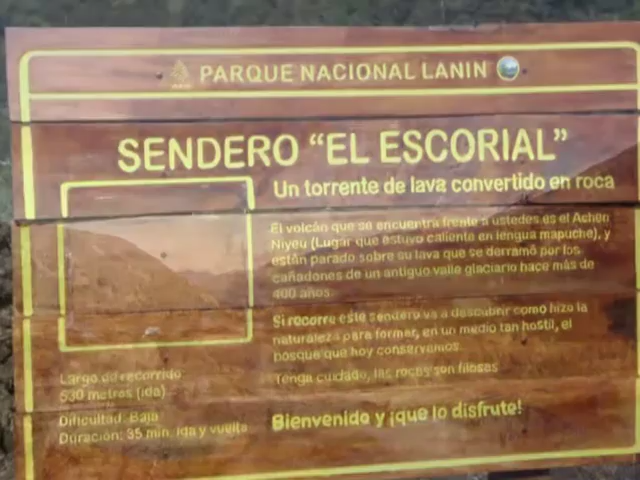 PARQUE NACIONAL LANIN
SENDERO "EL ESCORIAL"
Un torrente de lava convertido en roca
El volcán que se encuentra frente a ustedes es el Achen
Niyeu (Lugar que estuvo caliente en lengua mapuche), y
están parado sobre su lava que se derramó por los
cañadones de un antiguo valle glaciario hace más de
400 años.
Si recorre este sendero va a descubrir como hizo la
naturaleza para formar, en un medio tan hostil, el
bosque que hoy conservamos.
Tenga cuidado, las rocas son filosas
Bienvenido y ¡que lo disfrute!
Largo del recorrido:
530 metros (ida)
Dificultad: Baja
Duración: 35 min. ida y vuelta